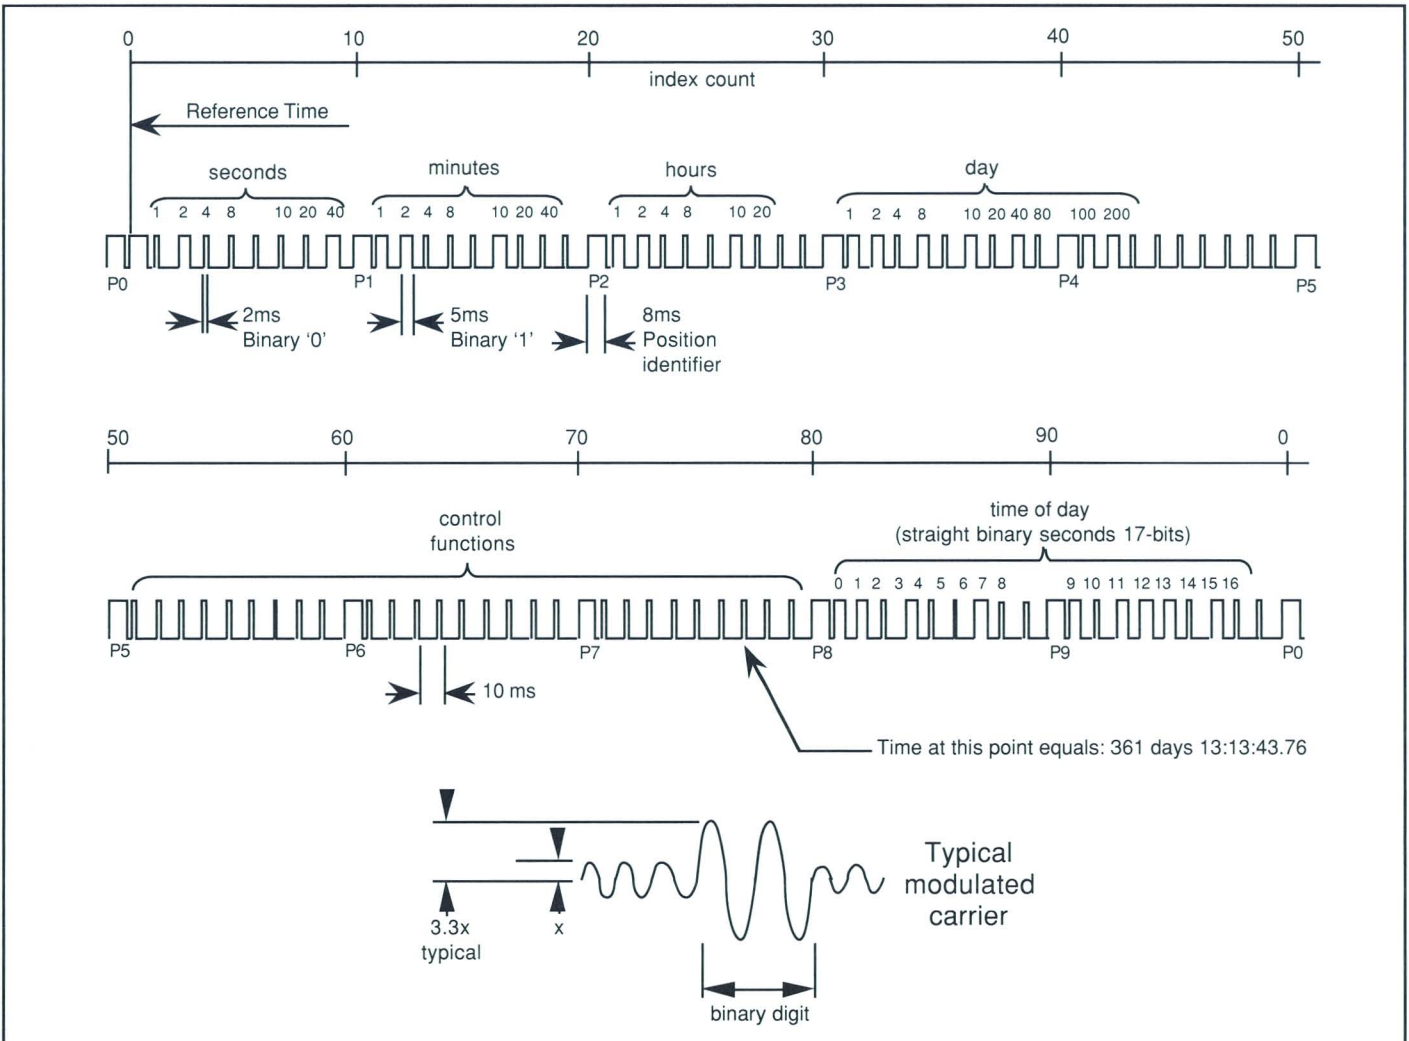 0 10 20 30 40 50
index count
Reference Time
seconds minutes hours day
1 2 4 8 10 20 40 1 2 4 8 10 20 40 1 2 4 8 10 20 1 2 4 8 10 20 40 80 100 200
P0 P1 P2 P3 P4 P5
2ms
Binary ‘0’
5ms
Binary ‘1’
8ms
Position
identifier
50 60 70 80 90 0
control
functions
time of day
(straight binary seconds 17-bits)
0 1 2 3 4 5 6 7 8 9 10 11 12 13 14 15 16
P5 P6 P7 P8 P9 P0
10 ms
Time at this point equals: 361 days 13:13:43.76
3.3x
typical
x
Typical
modulated
carrier
binary digit